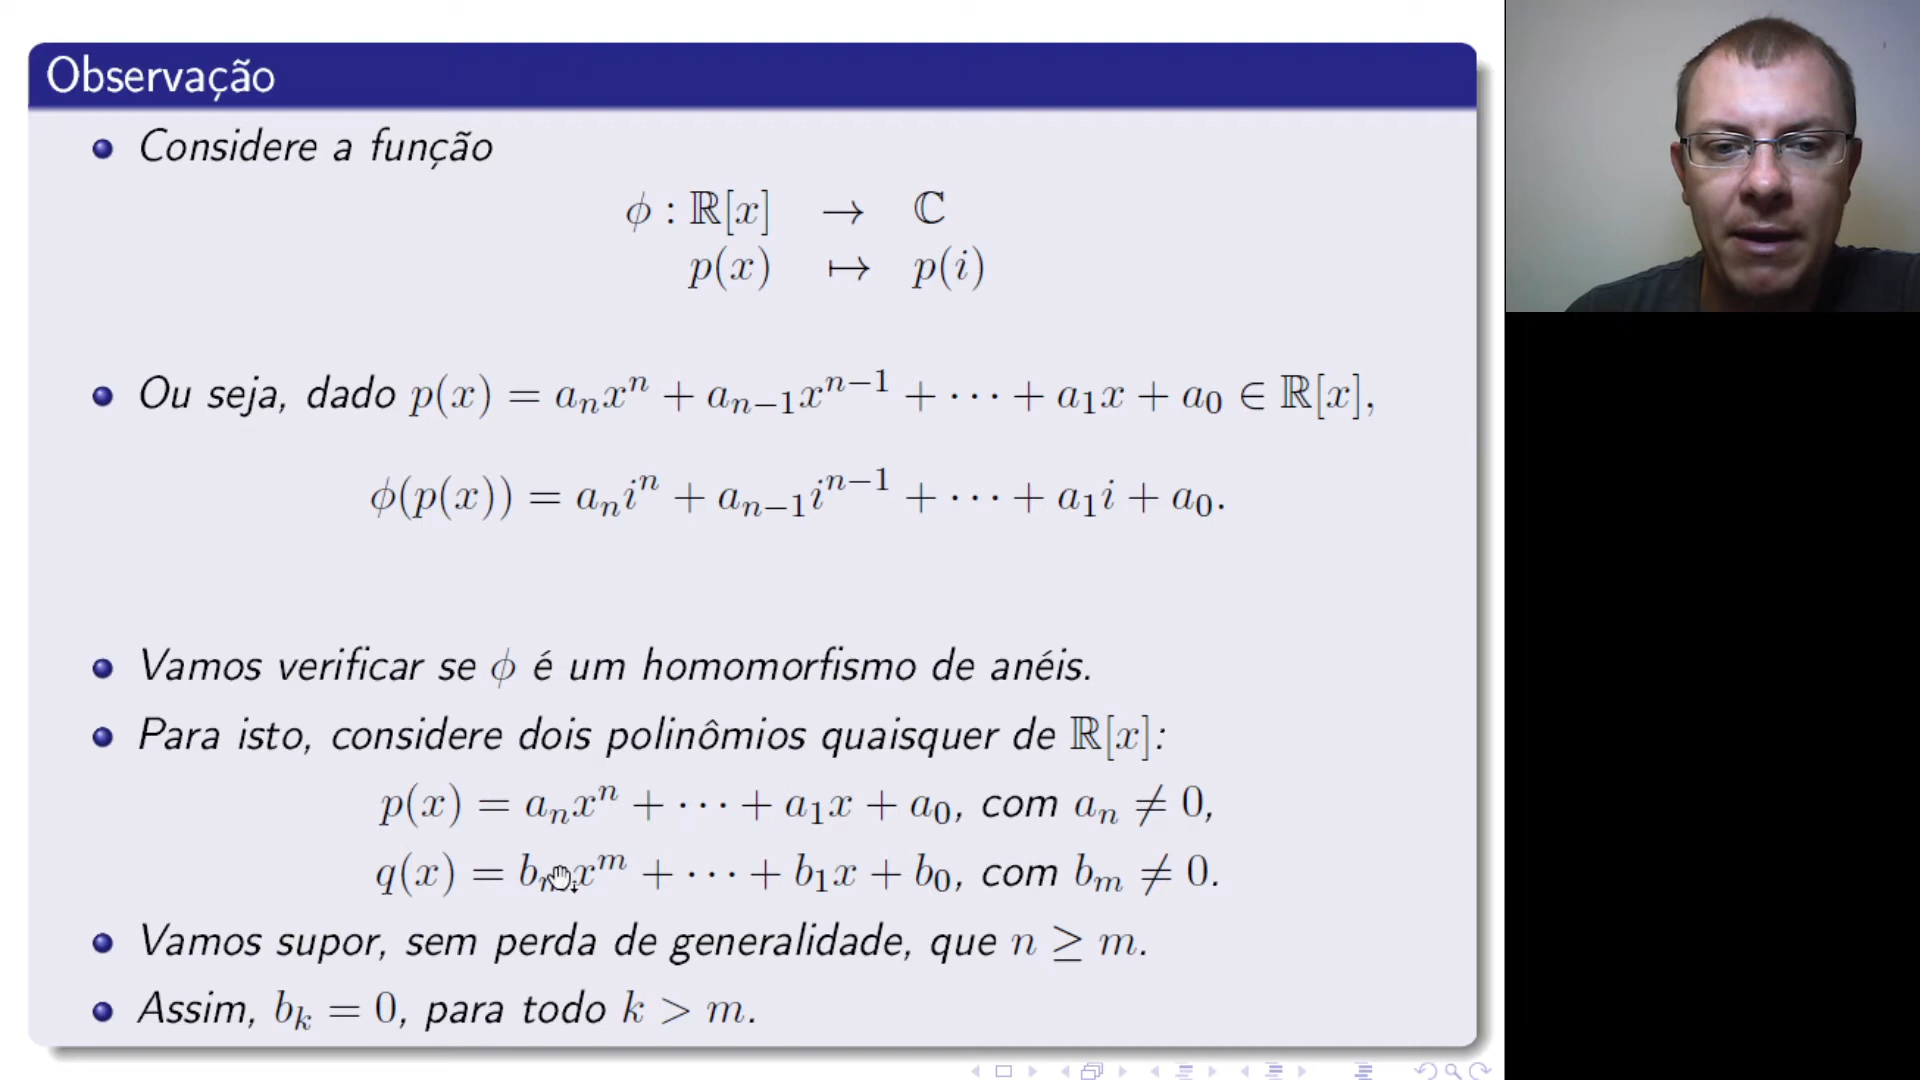 Observação
Considere a função
ϕ : ℝ[x] → ℂ
p(x) ↦ p(i)
Ou seja, dado p(x) = aₙxⁿ + aₙ₋₁xⁿ⁻¹ + · · · + a₁x + a₀ ∈ ℝ[x],
ϕ(p(x)) = aₙiⁿ + aₙ₋₁iⁿ⁻¹ + · · · + a₁i + a₀.
Vamos verificar se ϕ é um homomorfismo de anéis.
Para isto, considere dois polinômios quaisquer de ℝ[x]:
p(x) = aₙxⁿ + · · · + a₁x + a₀, com aₙ ≠ 0,
q(x) = bₘxᵐ + · · · + b₁x + b₀, com bₘ ≠ 0.
Vamos supor, sem perda de generalidade, que n ≥ m.
Assim, bₖ = 0, para todo k > m.